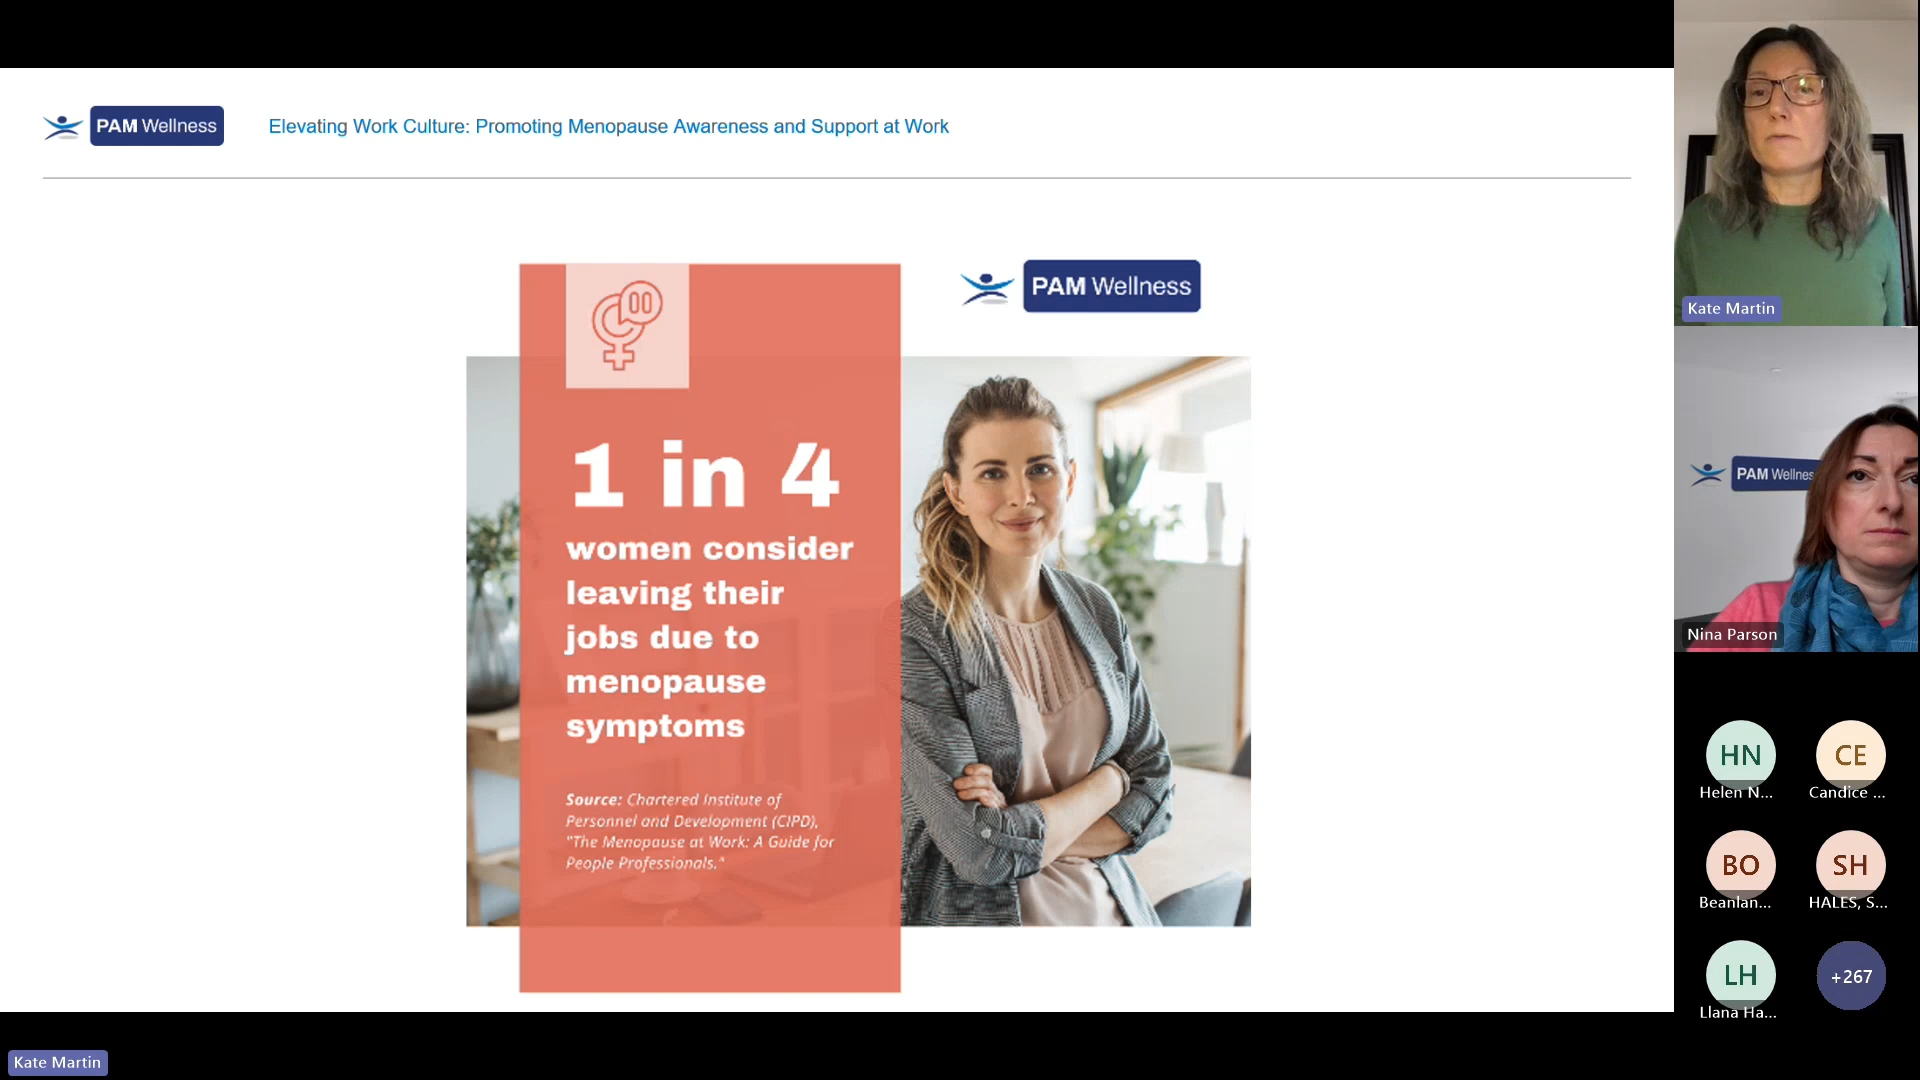 PAM Wellness
Elevating Work Culture: Promoting Menopause Awareness and Support at Work
PAM Wellness
1 in 4
women consider
leaving their
jobs due to
menopause
symptoms
Source: Chartered Institute of
Personnel and Development (CIPD),
"The Menopause at Work: A Guide for
People Professionals."
Kate Martin
PAM Wellnes
Nina Parson
HN
Helen N...
CE
Candice ...
BO
Beanlan...
SH
HALES, S...
LH
Llana Ha...
+267
Kate Martin